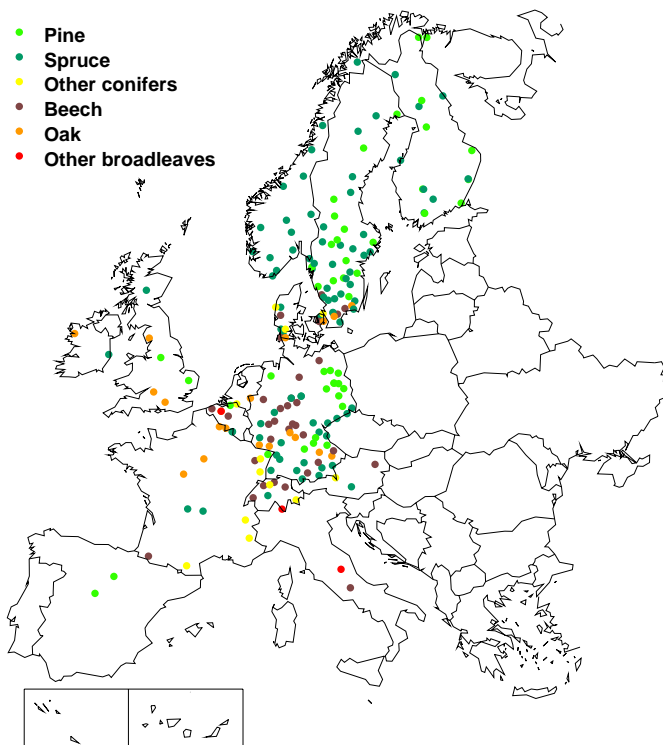 Pine
Spruce
Other conifers
Beech
Oak
Other broadleaves